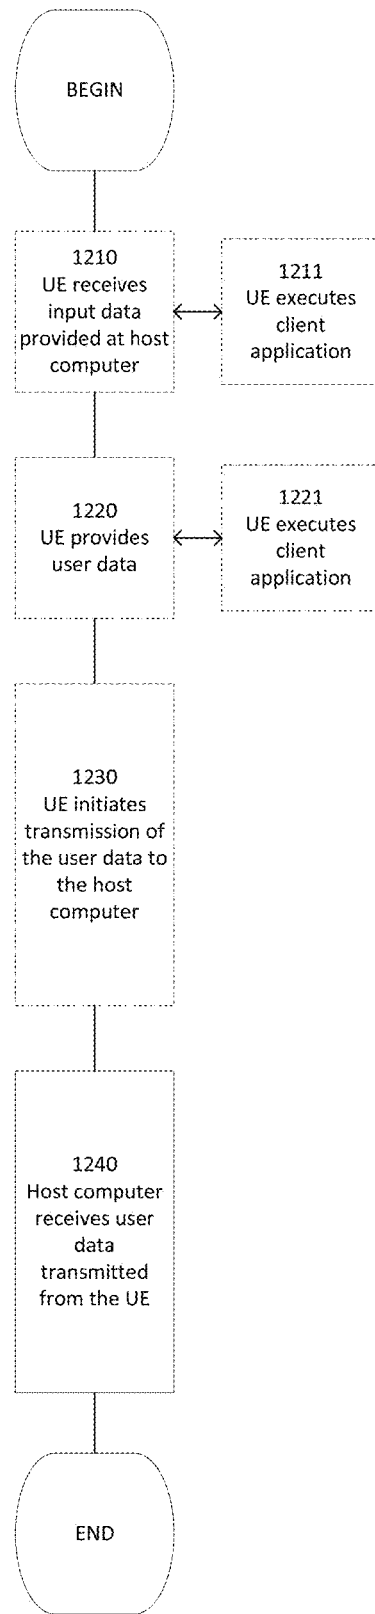 BEGIN
1210
UE receives
input data
provided at host
computer
1211
UE executes
client
application
1220
UE provides
user data
1221
UE executes
client
application
1230
UE initiates
transmission of
the user data to
the host
computer
1240
Host computer
receives user
data
transmitted
from the UE
END